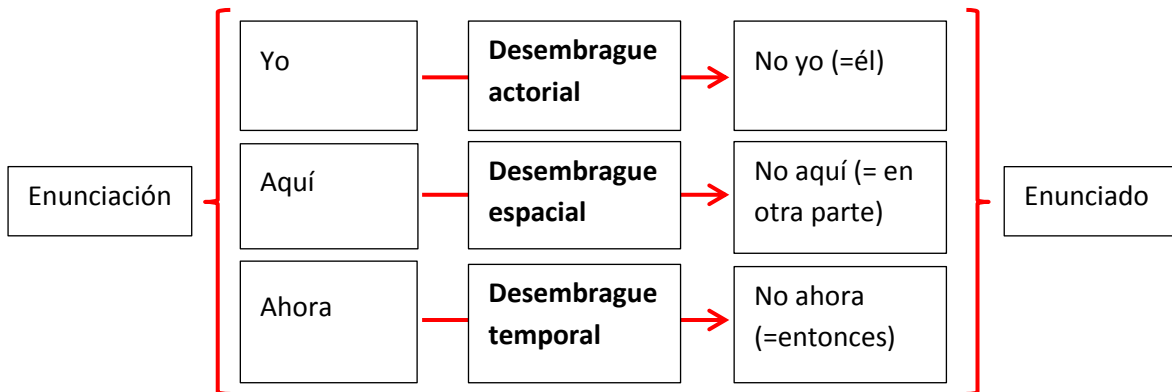 Enunciación
Yo
Desembrague
actorial
No yo (=él)
Aquí
Desembrague
espacial
No aquí (= en
otra parte)
Ahora
Desembrague
temporal
No ahora
(=entonces)
Enunciado